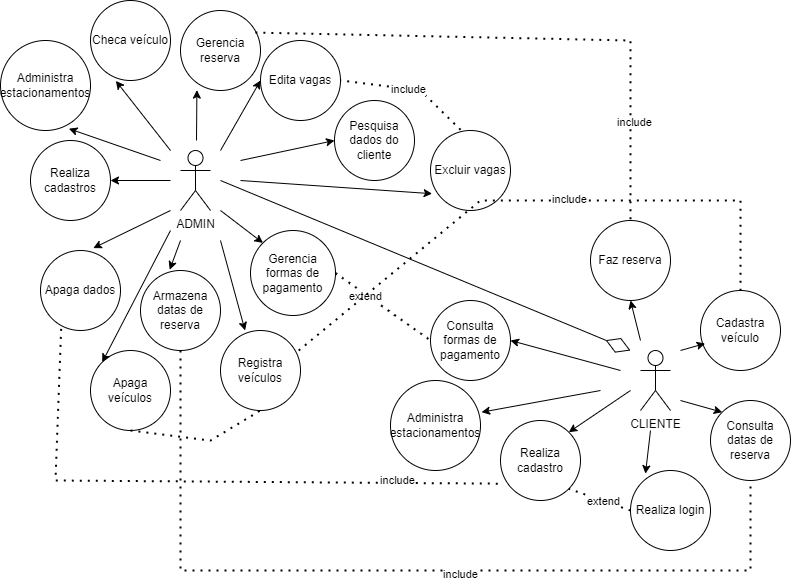 Checa veículo
Gerencia
reserva
Administra
estacionamentos
Edita vagas
include
include
Pesquisa
dados do
cliente
Realiza
cadastros
Excluir vagas
include
ADMIN
Gerencia
formas de
pagamento
Faz reserva
Apaga dados
Armazena
datas de
reserva
extend
Consulta
formas de
pagamento
Cadastra
veículo
Registra
veículos
Apaga
veículos
Administra
estacionamentos
CLIENTE
Consulta
datas de
reserva
Realiza
cadastro
include
extend
Realiza login
include